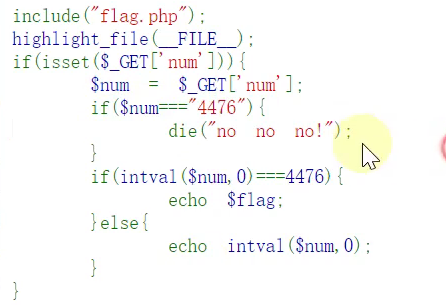 include("flag.php");
highlight_file(__FILE__);
if(isset($_GET['num'])){
$num = $_GET['num'];
if($num==="4476"){
die("no no no!");
}
if(intval($num,0)===4476){
echo $flag;
}else{
echo intval($num,0);
}
}